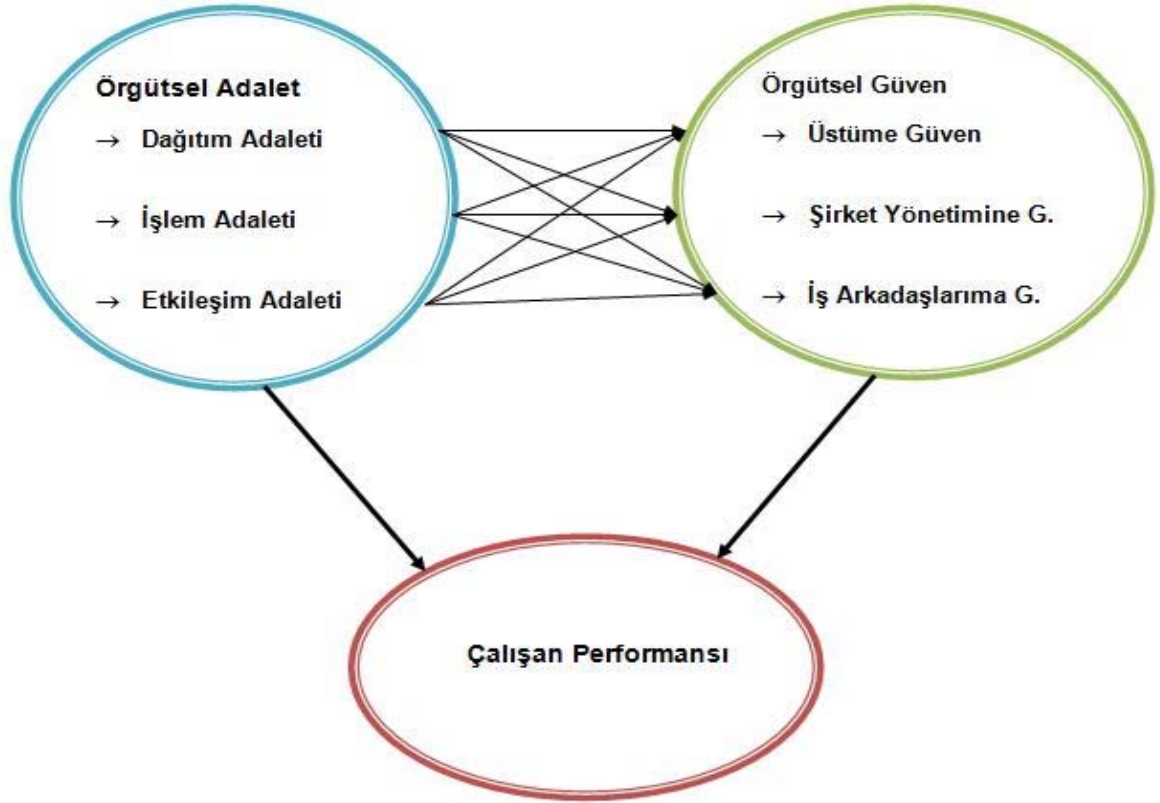 Örgütsel Adalet
→ Dağıtım Adaleti
→ İşlem Adaleti
→ Etkileşim Adaleti
Örgütsel Güven
→ Üstüme Güven
→ Şirket Yönetimine G.
→ İş Arkadaşlarıma G.
Çalışan Performansı